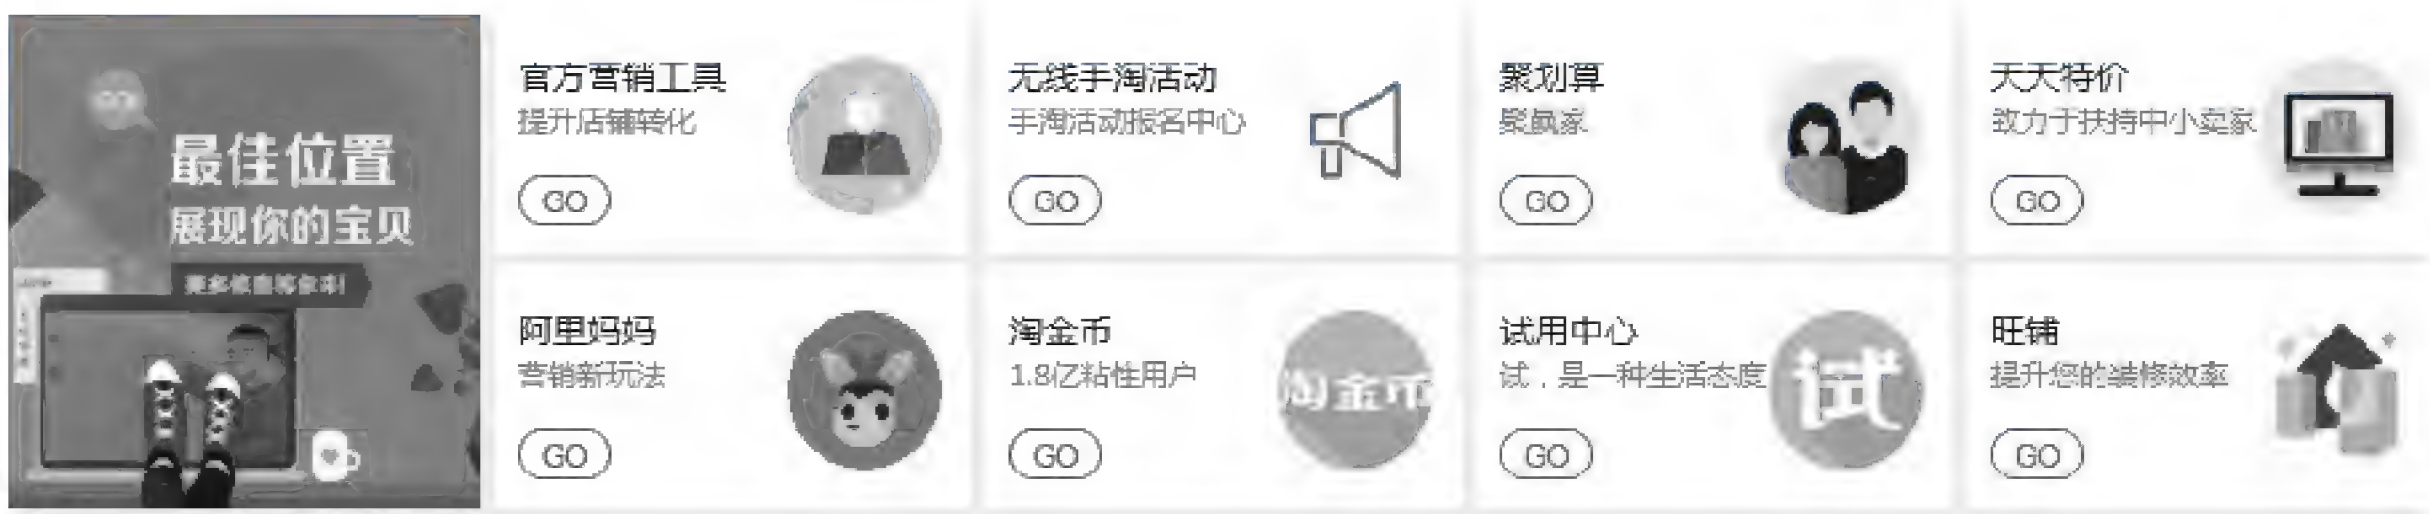 最佳位置
展现你的宝贝
官方营销工具
提升店铺转化
GO
无线手淘活动
手淘活动报名中心
GO
聚划算
聚赢家
GO
天天特价
致力于扶持中小卖家
GO
阿里妈妈
营销新玩法
GO
淘金币
1.8亿粘性用户
GO
淘金币
试用中心
试，是一种生活态度
GO
试
旺铺
提升您的装修效率
GO